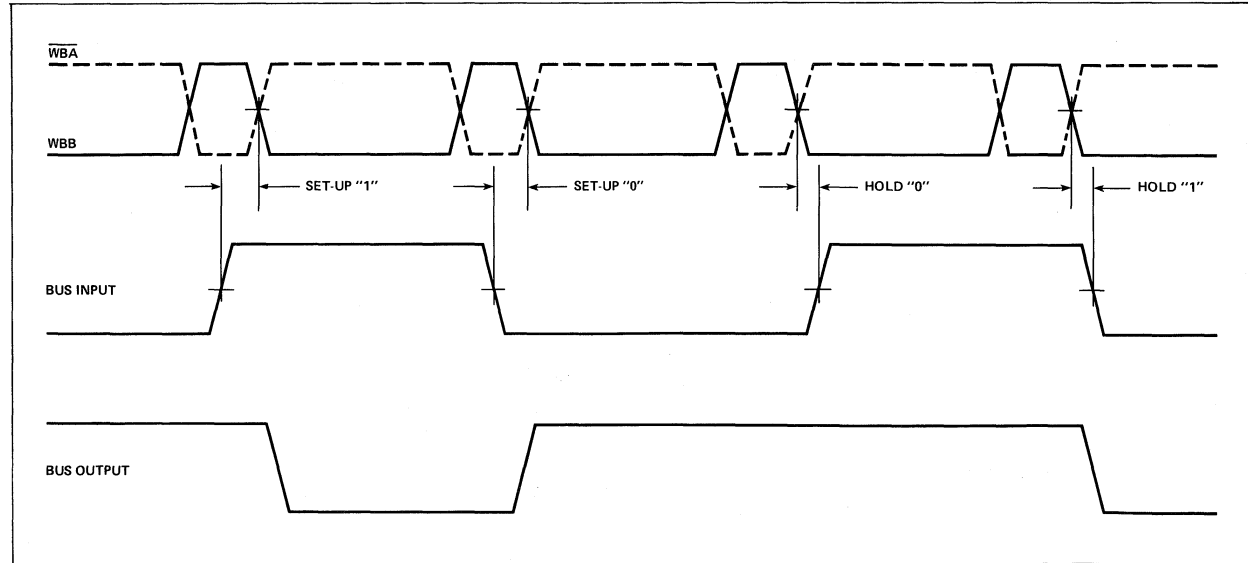 WBA
WBB
SET-UP "1"
SET-UP "0"
HOLD "0"
HOLD "1"
BUS INPUT
BUS OUTPUT